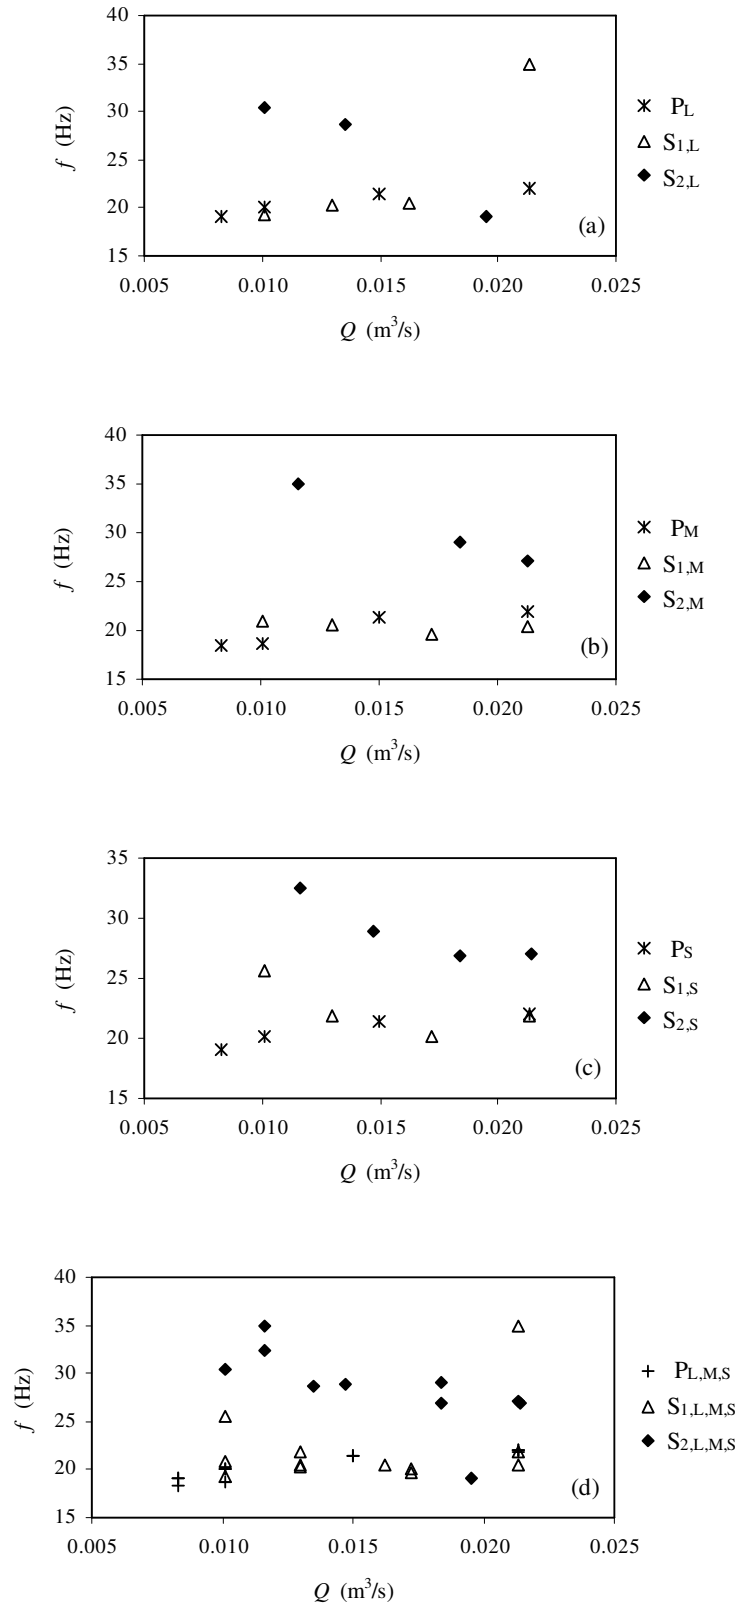 40
35
30
25
20
15
f (Hz)
0.005 0.010 0.015 0.020 0.025
Q (m³/s)
(a)
P_L
S_1,L
S_2,L
40
35
30
25
20
15
f (Hz)
0.005 0.010 0.015 0.020 0.025
Q (m³/s)
(b)
P_M
S_1,M
S_2,M
35
30
25
20
15
f (Hz)
0.005 0.010 0.015 0.020 0.025
Q (m³/s)
(c)
P_S
S_1,S
S_2,S
40
35
30
25
20
15
f (Hz)
0.005 0.010 0.015 0.020 0.025
Q (m³/s)
(d)
P_L,M,S
S_1,L,M,S
S_2,L,M,S